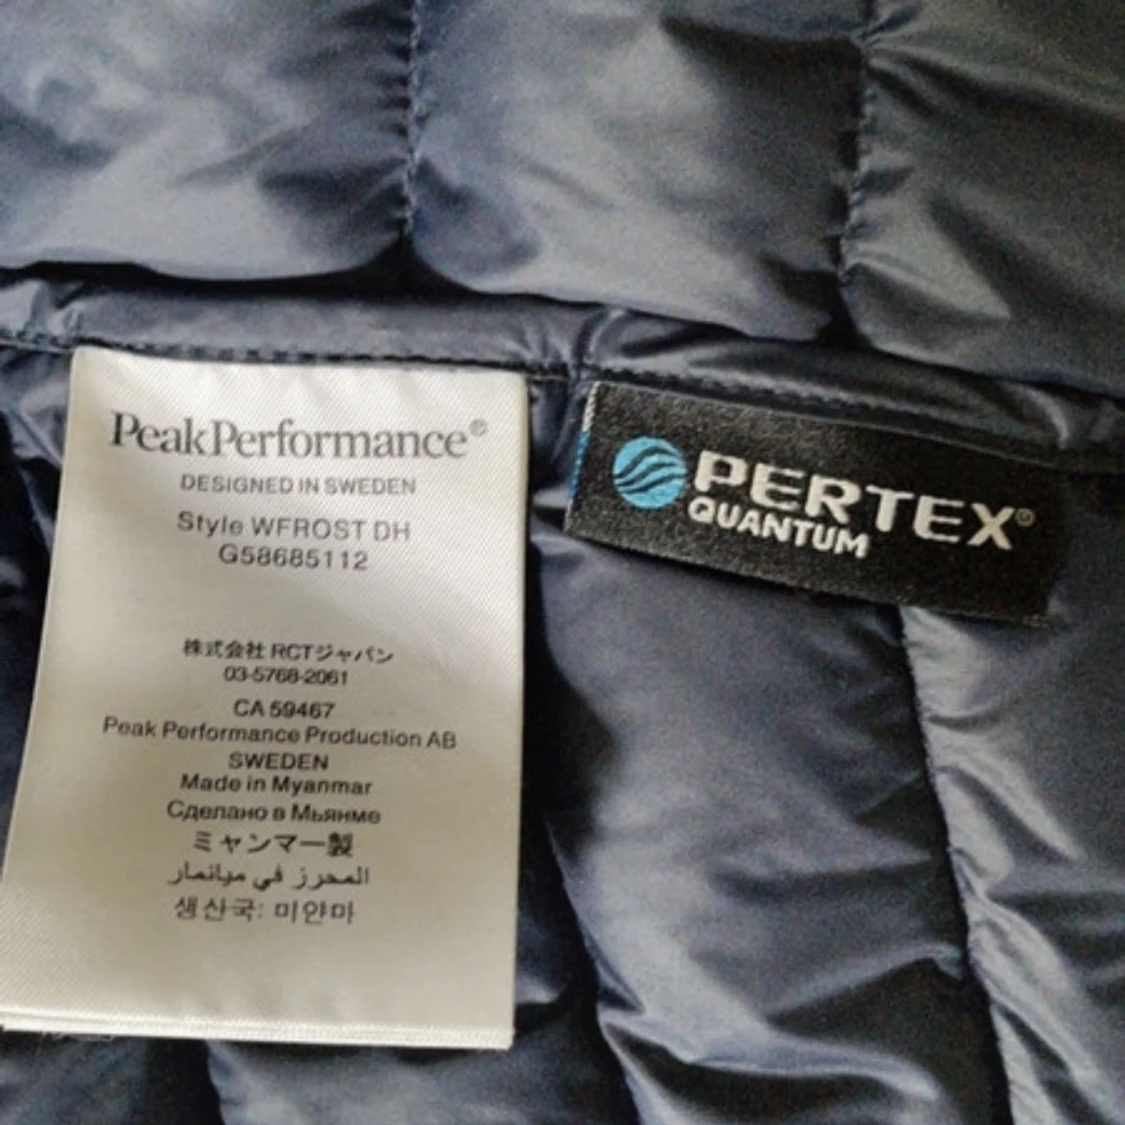 PeakPerformance®
DESIGNED IN SWEDEN
Style WFROST DH
G58685112
株式会社 RCTジャパン
03-5768-2061
CA 59467
Peak Performance Production AB
SWEDEN
Made in Myanmar
Сделано в Мьянме
ミャンマー製
المحرز في ميانمار
생산국: 미얀마
PERTEX®
QUANTUM